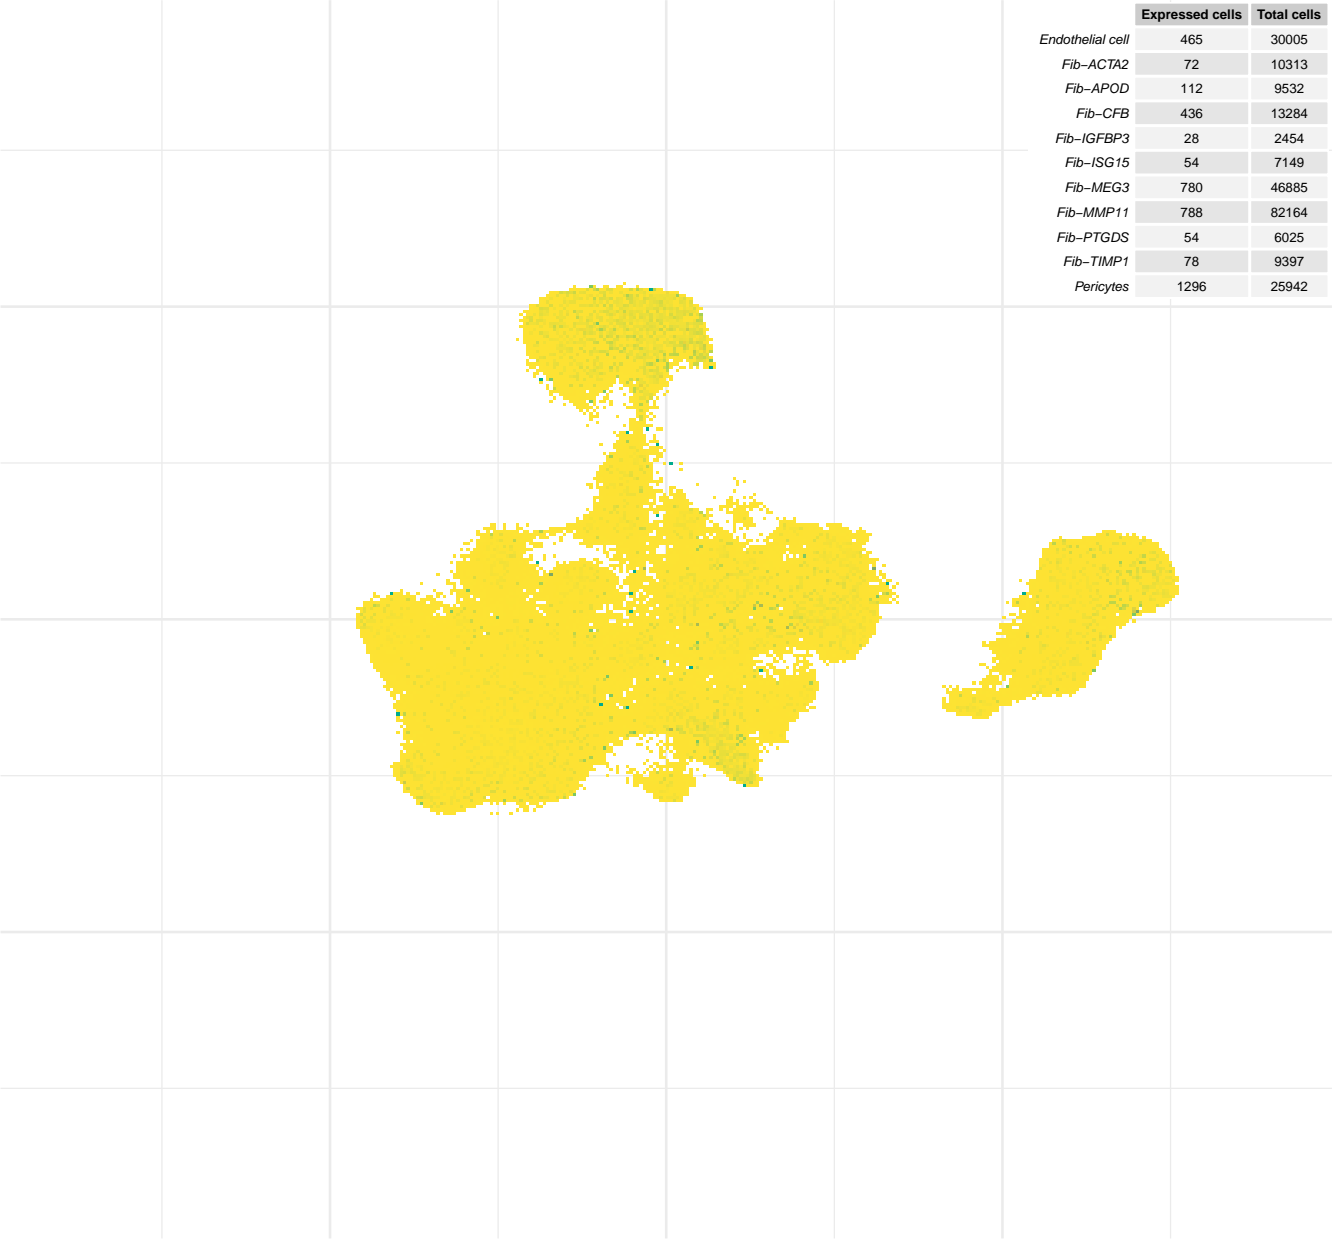 Expressed cells Total cells
Endothelial cell 465 30005
Fib−ACTA2 72 10313
Fib−APOD 112 9532
Fib−CFB 436 13284
Fib−IGFBP3 28 2454
Fib−ISG15 54 7149
Fib−MEG3 780 46885
Fib−MMP11 788 82164
Fib−PTGDS 54 6025
Fib−TIMP1 78 9397
Pericytes 1296 25942